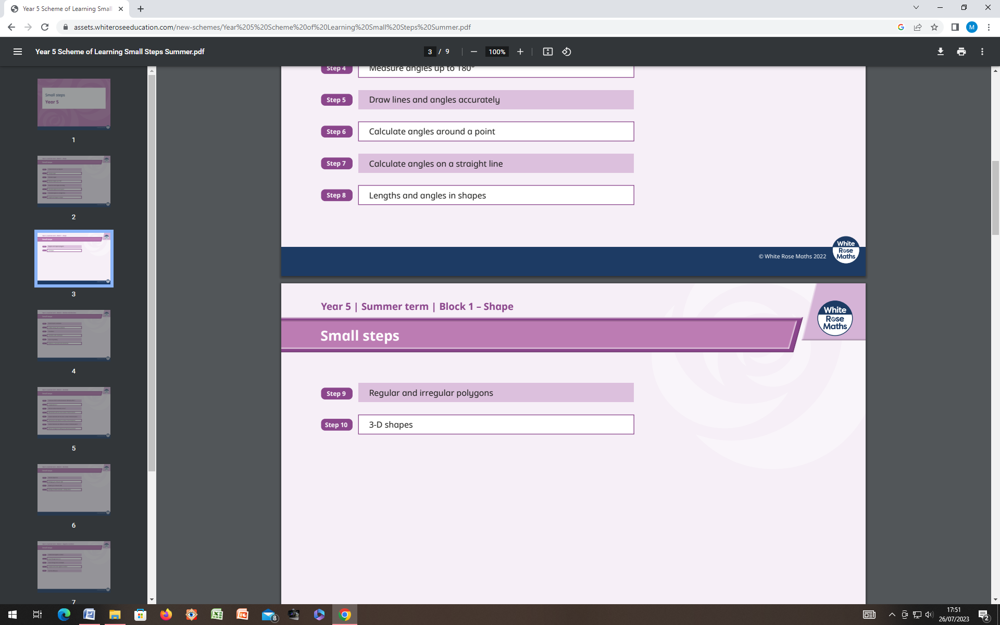 Year 5 Scheme of Learning Small
assets.whiteroseeducation.com/new-schemes/Year%205%20Scheme%20of%20Learning%20Small%20Steps%20Summer.pdf
M
Year 5 Scheme of Learning Small Steps Summer.pdf
3 / 9
100%
Small steps
Year 5
1
2
3
4
5
6
7
Step 4 Measure angles up to 180°
Step 5 Draw lines and angles accurately
Step 6 Calculate angles around a point
Step 7 Calculate angles on a straight line
Step 8 Lengths and angles in shapes
© White Rose Maths 2022
White
Rose
Maths
Year 5 | Summer term | Block 1 – Shape
White
Rose
Maths
Small steps
Step 9 Regular and irregular polygons
Step 10 3-D shapes
8
17:51
26/07/2023
2